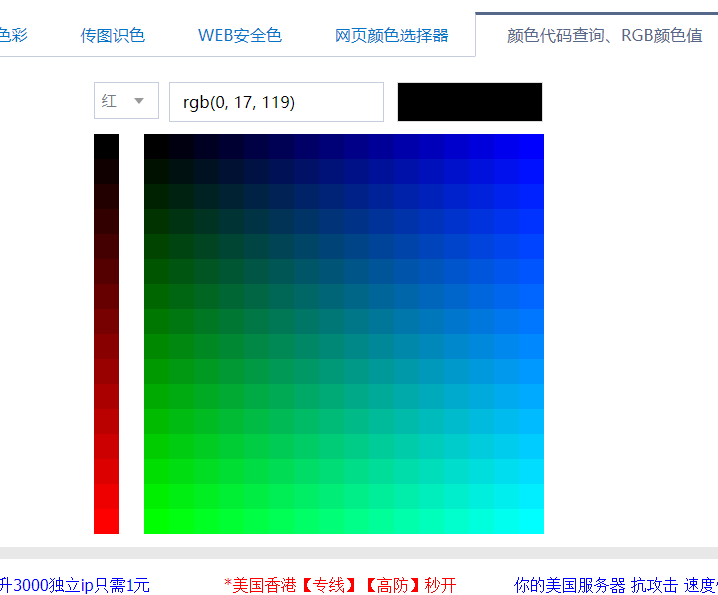 色彩 传图识色 WEB安全色 网页颜色选择器 颜色代码查询、RGB颜色值
红 rgb(0, 17, 119)
升3000独立ip只需1元 *美国香港【专线】【高防】秒开 你的美国服务器 抗攻击 速度